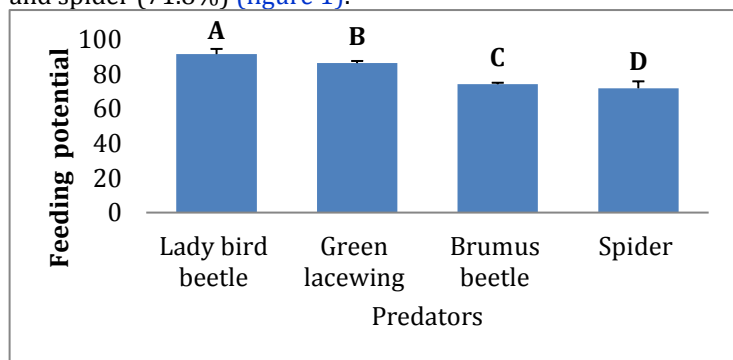 and spider (71.8%) (figure 1).
100
80
60
40
20
0
Feeding potential
A
B
C
D
Lady bird
beetle
Green
lacewing
Brumus
beetle
Spider
Predators